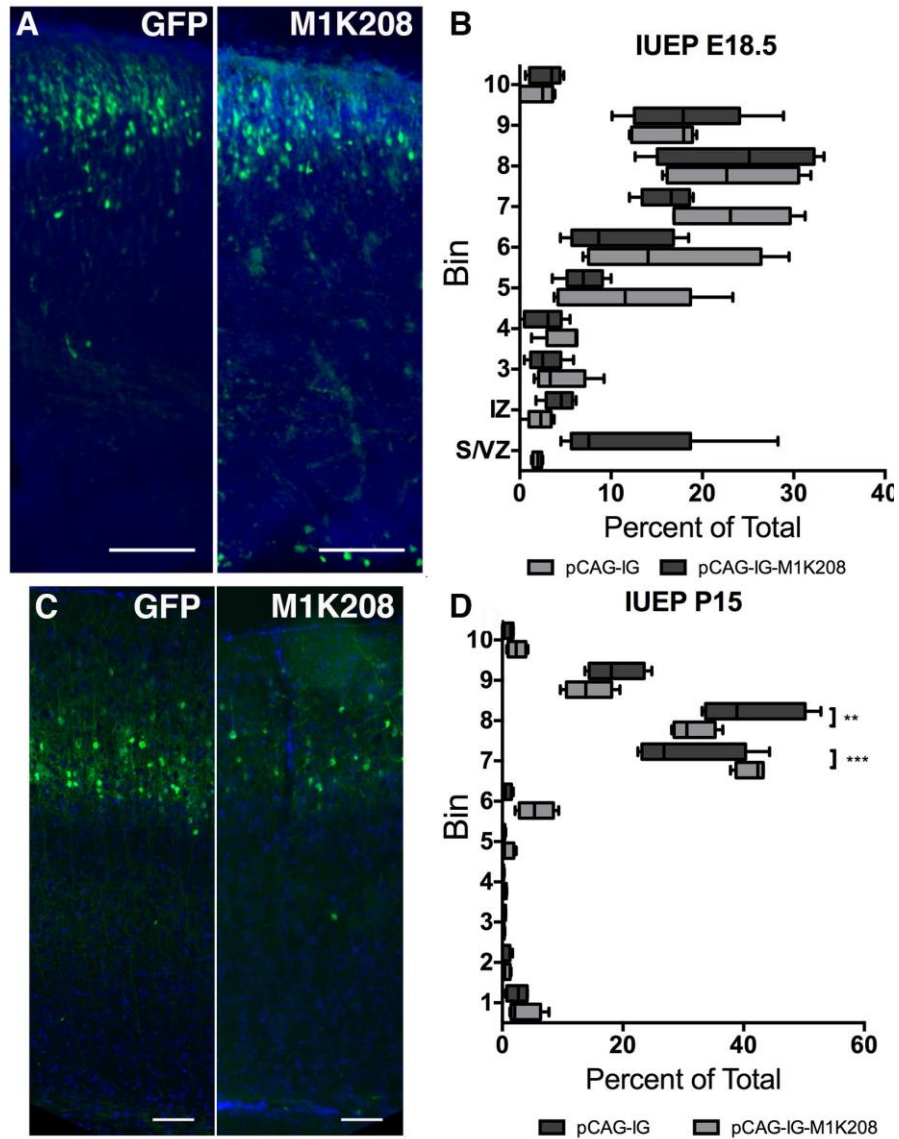 A GFP M1K208
B IUEP E18.5
10
9
8
7
6
5
4
3
IZ
S/VZ
Bin
0 10 20 30 40
Percent of Total
pCAG-IG pCAG-IG-M1K208
C GFP M1K208
D IUEP P15
10
9
8
**
7
***
6
5
4
3
2
1
Bin
0 20 40 60
Percent of Total
pCAG-IG pCAG-IG-M1K208